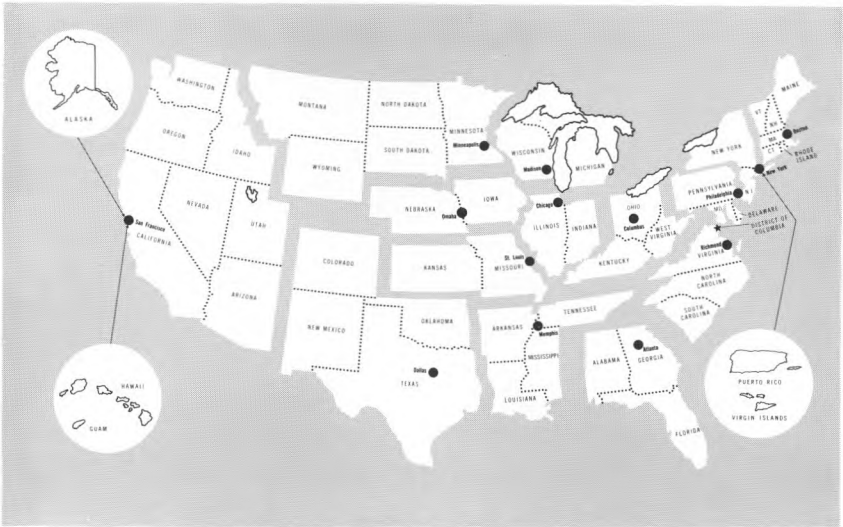 ALASKA
WASHINGTON
OREGON
IDAHO
MONTANA
WYOMING
NORTH DAKOTA
SOUTH DAKOTA
MINNESOTA
Minneapolis
WISCONSIN
Madison
MICHIGAN
NEW YORK
VT.
NH
MAINE
MA
Boston
CT
RHODE
ISLAND
New York
PENNSYLVANIA
Philadelphia
N J
MD
DELAWARE
DISTRICT OF
COLUMBIA
San Francisco
CALIFORNIA
NEVADA
UTAH
COLORADO
ARIZONA
NEW MEXICO
NEBRASKA
Omaha
IOWA
KANSAS
St. Louis
MISSOURI
Chicago
ILLINOIS
INDIANA
OHIO
Columbus
WEST
VIRGINIA
Richmond
VIRGINIA
KENTUCKY
NORTH
CAROLINA
SOUTH
CAROLINA
TENNESSEE
OKLAHOMA
ARKANSAS
Memphis
MISSISSIPPI
ALABAMA
Atlanta
GEORGIA
Dallas
TEXAS
LOUISIANA
FLORIDA
HAWAII
GUAM
PUERTO RICO
VIRGIN ISLANDS